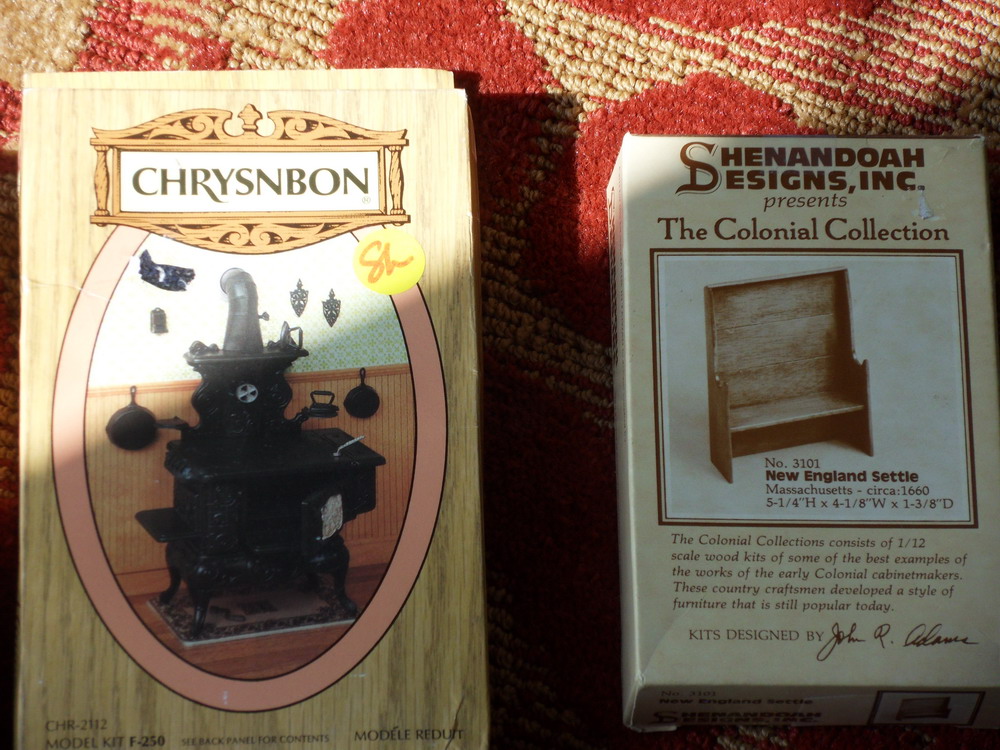 CHRYSNBON
®
CHR-2112
MODEL KIT F-250
SEE BACK PANEL FOR CONTENTS
MODÉLE REDUIT
SHENANDOAH
DESIGNS, INC.
presents
The Colonial Collection
No. 3101
New England Settle
Massachusetts - circa:1660
5-1/4"H x 4-1/8"W x 1-3/8"D
The Colonial Collections consists of 1/12
scale wood kits of some of the best examples of
the works of the early Colonial cabinetmakers.
These country craftsmen developed a style of
furniture that is still popular today.
KITS DESIGNED BY John R. Adams
No. 3101
New England Settle
SHENANDOAH
DESIGNS, INC.